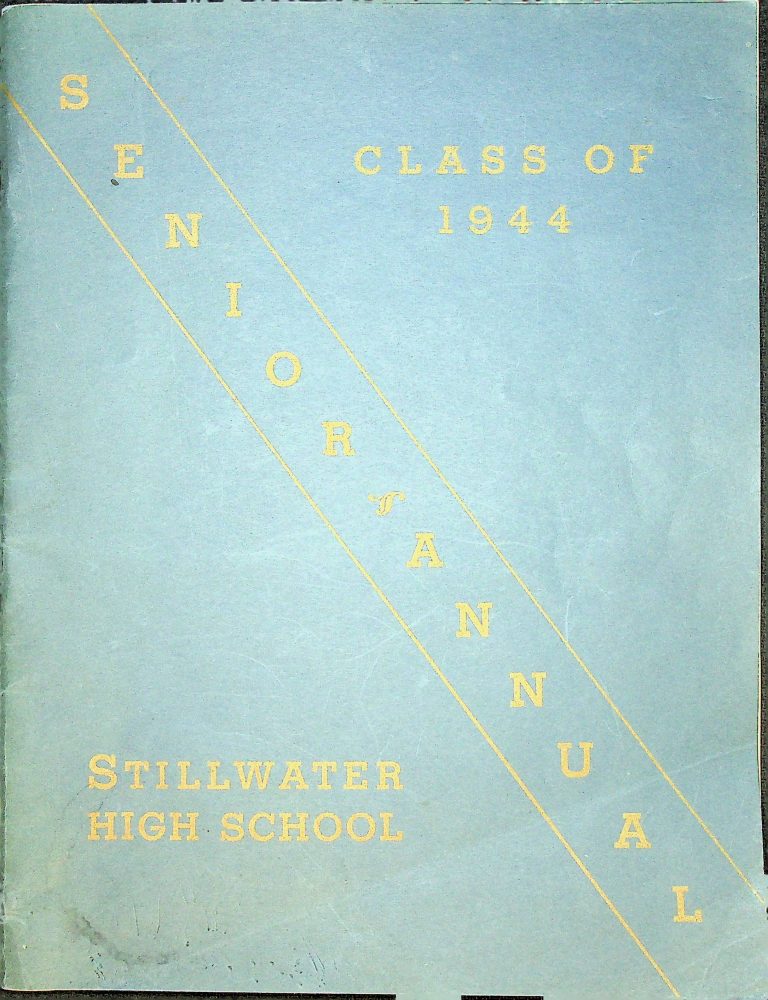 SENIOR ANNUAL
CLASS OF
1944
STILLWATER
HIGH SCHOOL